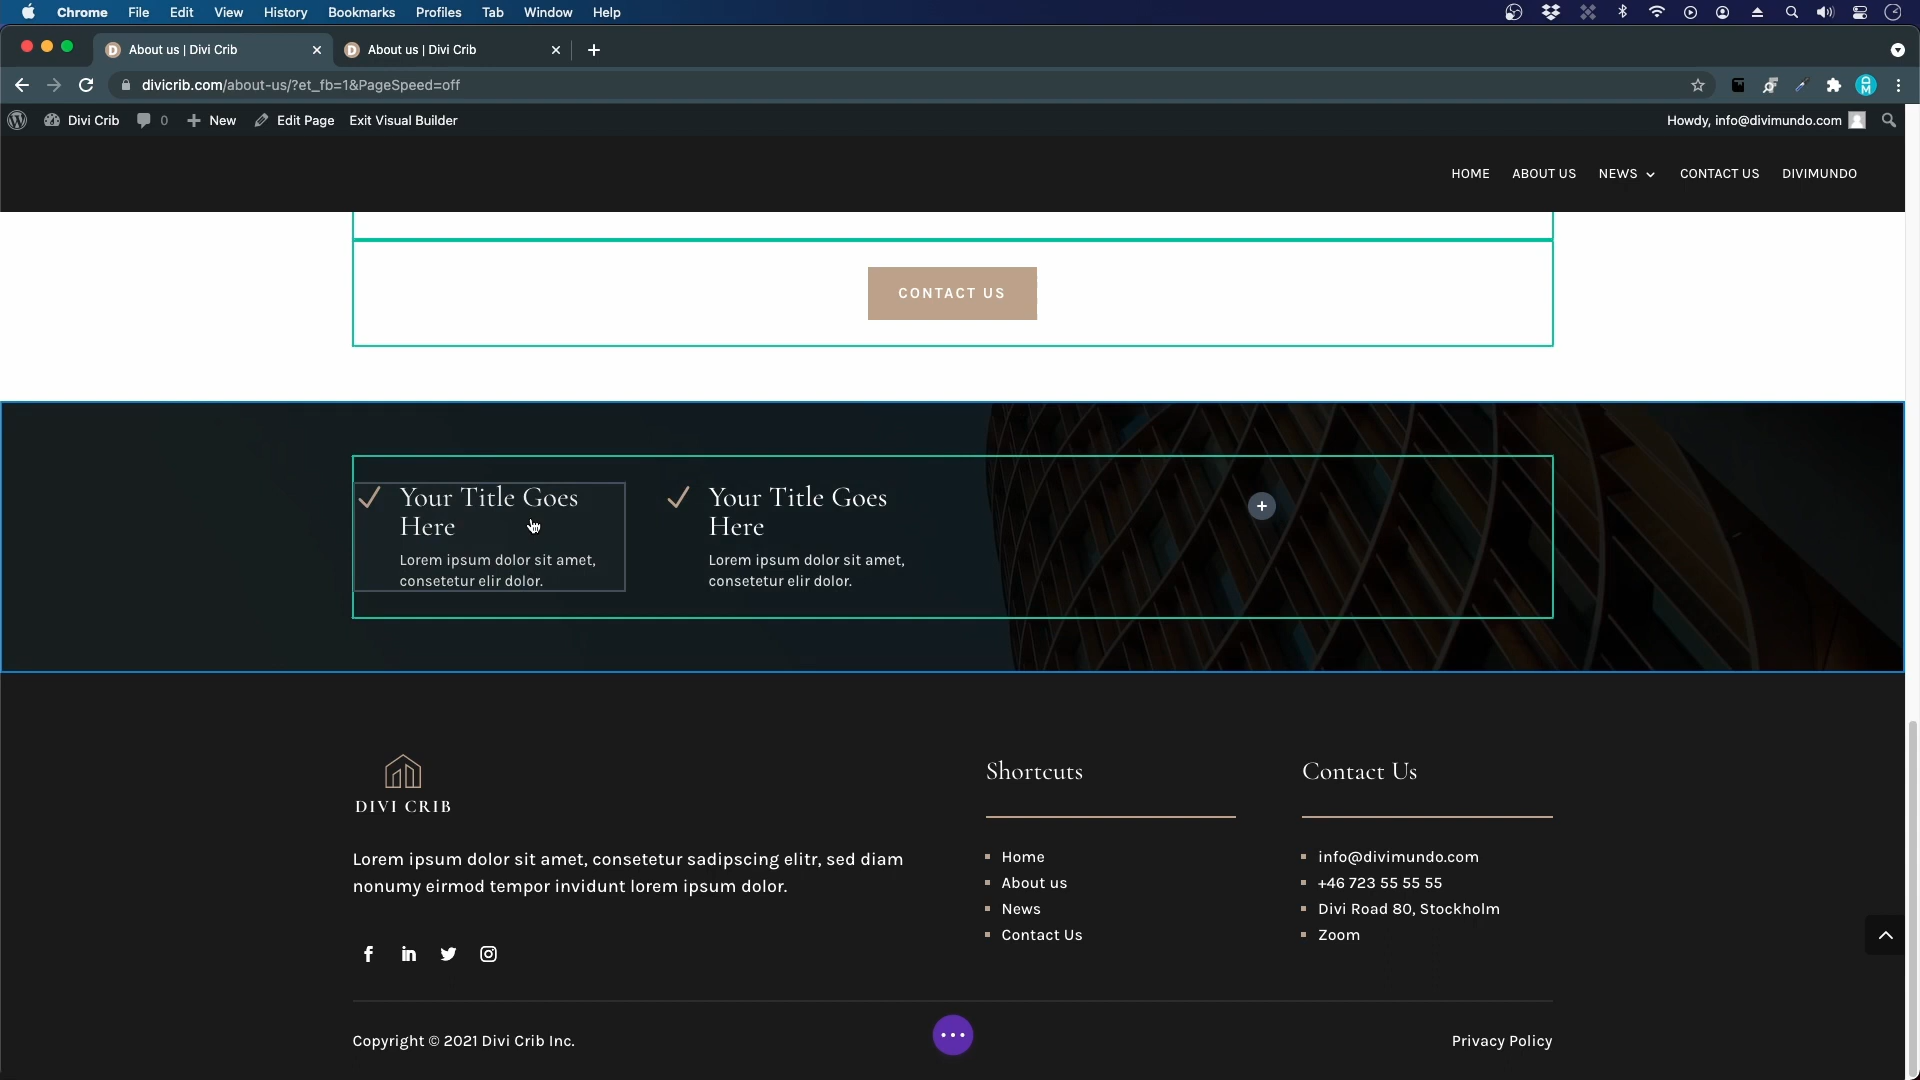 Chrome File Edit View History Bookmarks Profiles Tab Window Help
About us | Divi Crib About us | Divi Crib
divicrib.com/about-us/?et_fb=1&PageSpeed=off
Divi Crib 0 New Edit Page Exit Visual Builder Howdy, info@divimundo.com
HOME ABOUT US NEWS CONTACT US DIVIMUNDO
CONTACT US
Your Title Goes
Here
Lorem ipsum dolor sit amet,
consetetur elir dolor.
Your Title Goes
Here
Lorem ipsum dolor sit amet,
consetetur elir dolor.
DIVI CRIB
Lorem ipsum dolor sit amet, consetetur sadipscing elitr, sed diam
nonumy eirmod tempor invidunt lorem ipsum dolor.
Shortcuts
Home
About us
News
Contact Us
Contact Us
info@divimundo.com
+46 723 55 55 55
Divi Road 80, Stockholm
Zoom
Copyright © 2021 Divi Crib Inc.
Privacy Policy